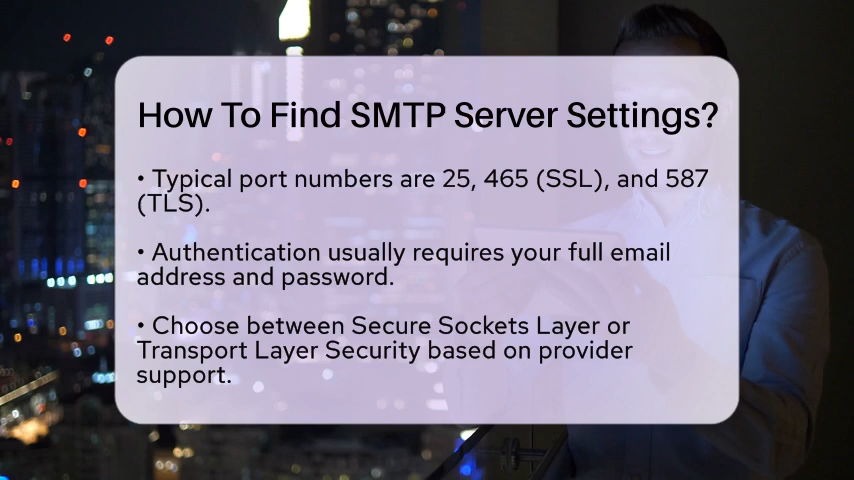 How To Find SMTP Server Settings?
• Typical port numbers are 25, 465 (SSL), and 587
(TLS).
• Authentication usually requires your full email
address and password.
• Choose between Secure Sockets Layer or
Transport Layer Security based on provider
support.